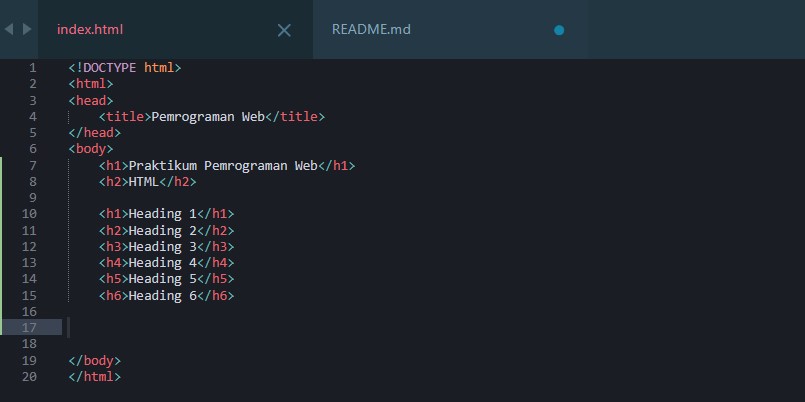 index.html README.md
1 <!DOCTYPE html>
2 <html>
3 <head>
4     <title>Pemrograman Web</title>
5 </head>
6 <body>
7     <h1>Praktikum Pemrograman Web</h1>
8     <h2>HTML</h2>
9
10     <h1>Heading 1</h1>
11     <h2>Heading 2</h2>
12     <h3>Heading 3</h3>
13     <h4>Heading 4</h4>
14     <h5>Heading 5</h5>
15     <h6>Heading 6</h6>
16
17
18
19 </body>
20 </html>